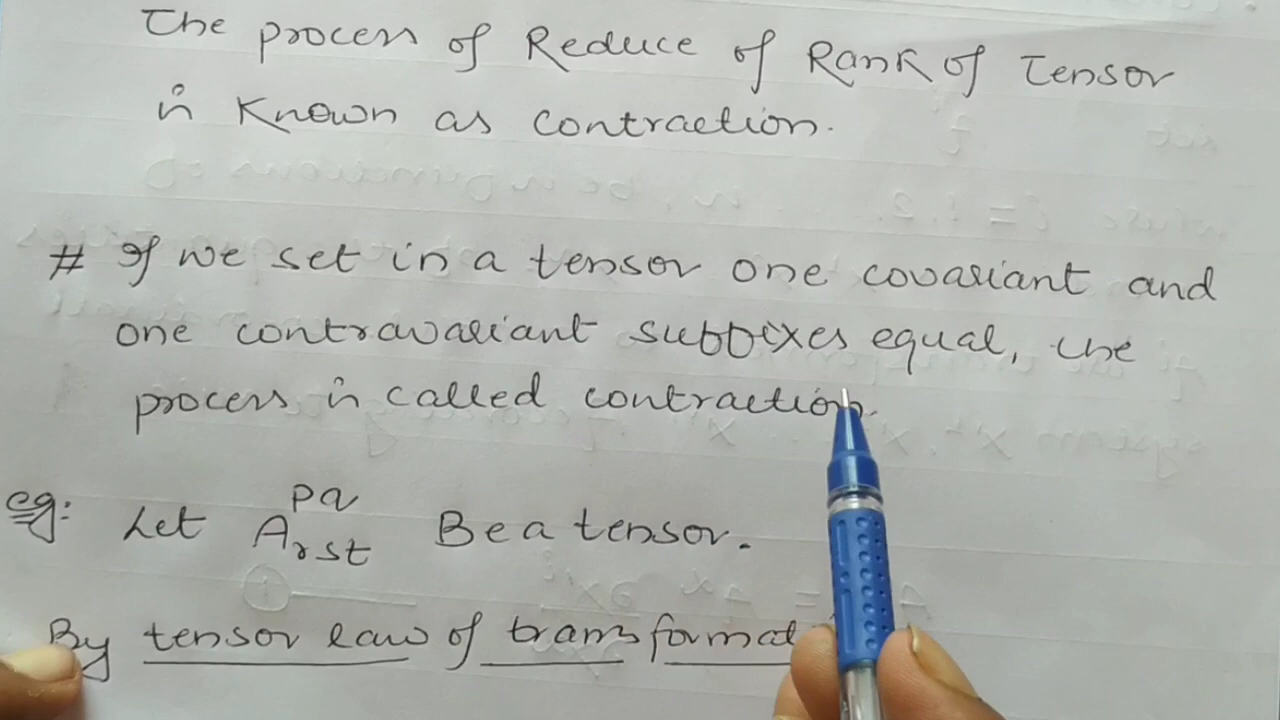 The process of Reduce of Rank of Tensor
is Known as contraction.
# If we set in a tensor one covariant and
one contravariant suffixes equal, the
process is called contraction.
eg: Let A^{pq}_{rst} Be a tensor.
By tensor law of transformat